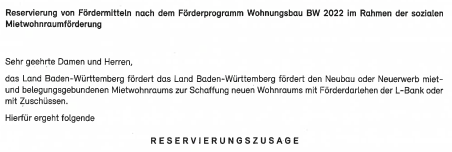 Reservierung von Fördermitteln nach dem Förderprogramm Wohnungsbau BW 2022 im Rahmen der sozialen
Mietwohnraumförderung
Sehr geehrte Damen und Herren,
das Land Baden-Württemberg fördert das Land Baden-Württemberg fördert den Neubau oder Neuerwerb miet-
und belegungsgebundenen Mietwohnraums zur Schaffung neuen Wohnraums mit Förderdarlehen der L-Bank oder
mit Zuschüssen.
Hierfür ergeht folgende
RESERVIERUNGSZUSAGE